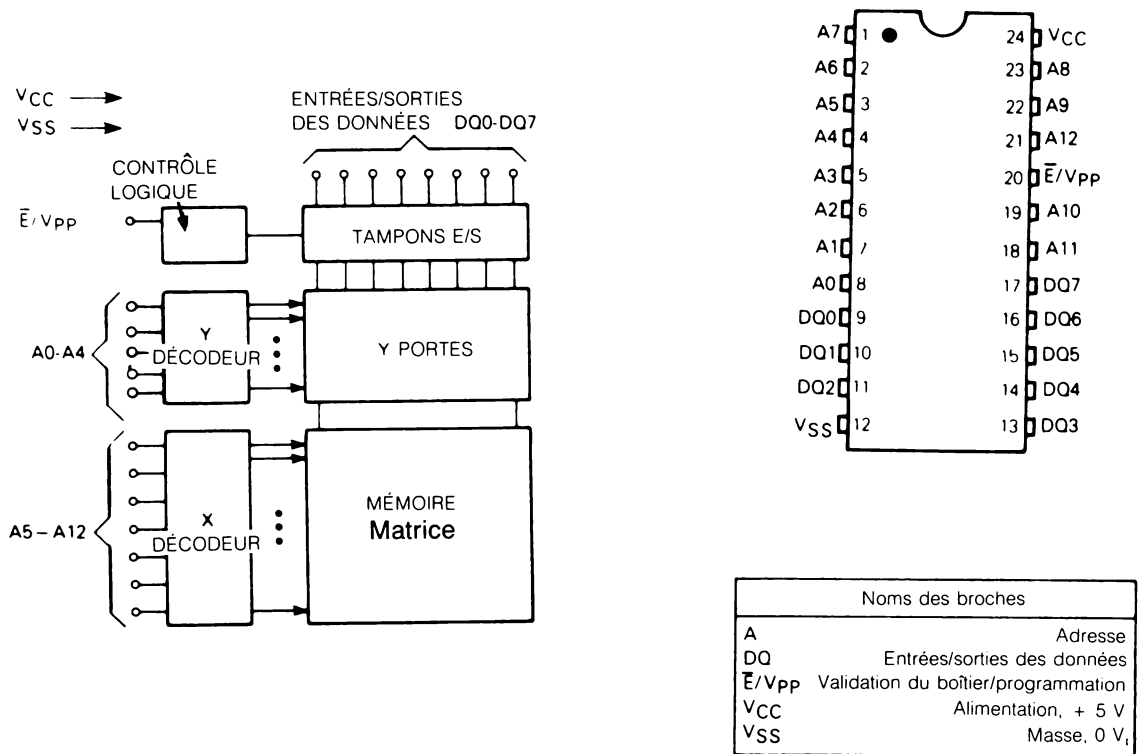 VCC
VSS
ENTRÉES/SORTIES
DES DONNÉES DQ0-DQ7
CONTRÔLE
LOGIQUE
E̅/VPP
TAMPONS E/S
A0-A4
Y
DÉCODEUR
Y PORTES
A5–A12
X
DÉCODEUR
MÉMOIRE
Matrice
A7 1 24 VCC
A6 2 23 A8
A5 3 22 A9
A4 4 21 A12
A3 5 20 E̅/VPP
A2 6 19 A10
A1 7 18 A11
A0 8 17 DQ7
DQ0 9 16 DQ6
DQ1 10 15 DQ5
DQ2 11 14 DQ4
VSS 12 13 DQ3
Noms des broches
A Adresse
DQ Entrées/sorties des données
E̅/VPP Validation du boîtier/programmation
VCC Alimentation, + 5 V
VSS Masse, 0 V